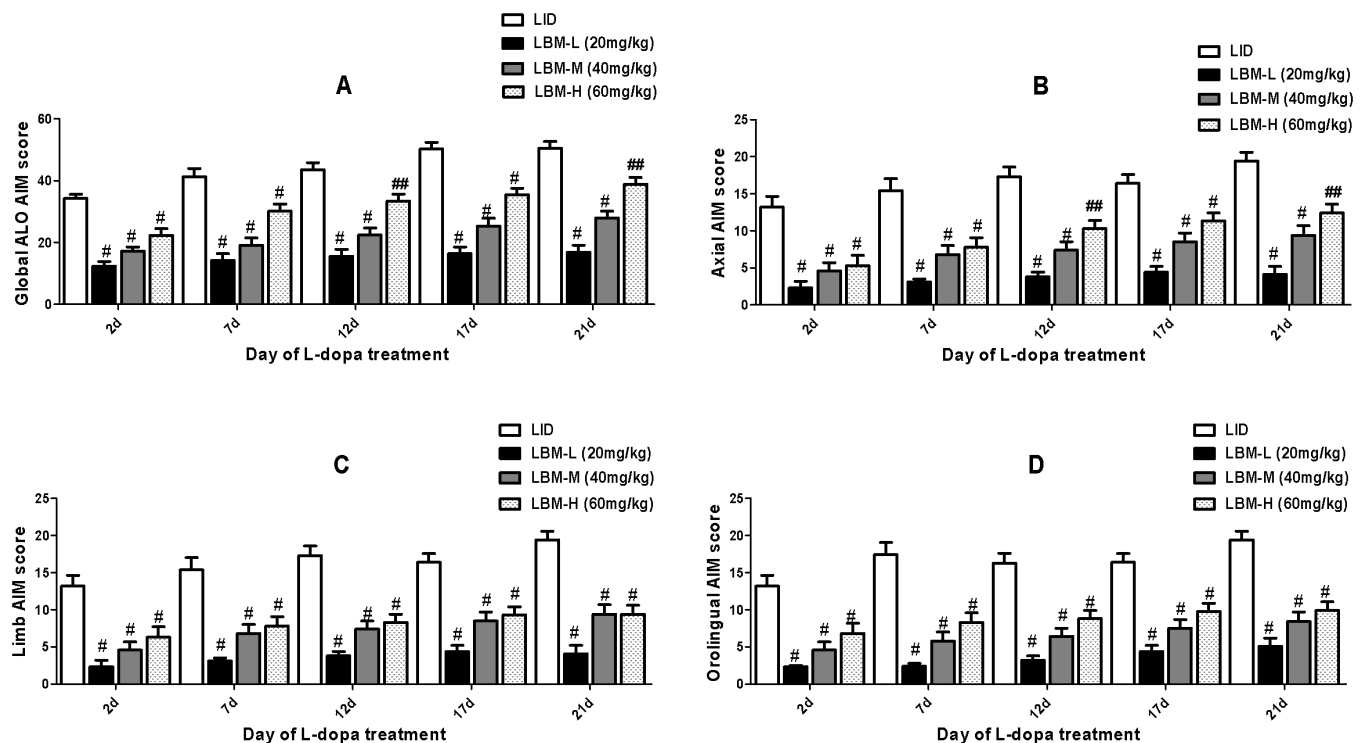 LID
LBM-L (20mg/kg)
LBM-M (40mg/kg)
LBM-H (60mg/kg)
A
Global ALO AIM score
60
40
20
0
# # #
# # #
# # ##
# # #
# # ##
2d 7d 12d 17d 21d
Day of L-dopa treatment
LID
LBM-L (20mg/kg)
LBM-M (40mg/kg)
LBM-H (60mg/kg)
B
Axial AIM score
25
20
15
10
5
0
# # #
# # #
# # ##
# # #
# # ##
2d 7d 12d 17d 21d
Day of L-dopa treatment
LID
LBM-L (20mg/kg)
LBM-M (40mg/kg)
LBM-H (60mg/kg)
C
Limb AIM score
25
20
15
10
5
0
# # #
# # #
# # #
# # #
# # #
2d 7d 12d 17d 21d
Day of L-dopa treatment
LID
LBM-L (20mg/kg)
LBM-M (40mg/kg)
LBM-H (60mg/kg)
D
Orolingual AIM score
25
20
15
10
5
0
# # #
# # #
# # #
# # #
# # #
2d 7d 12d 17d 21d
Day of L-dopa treatment